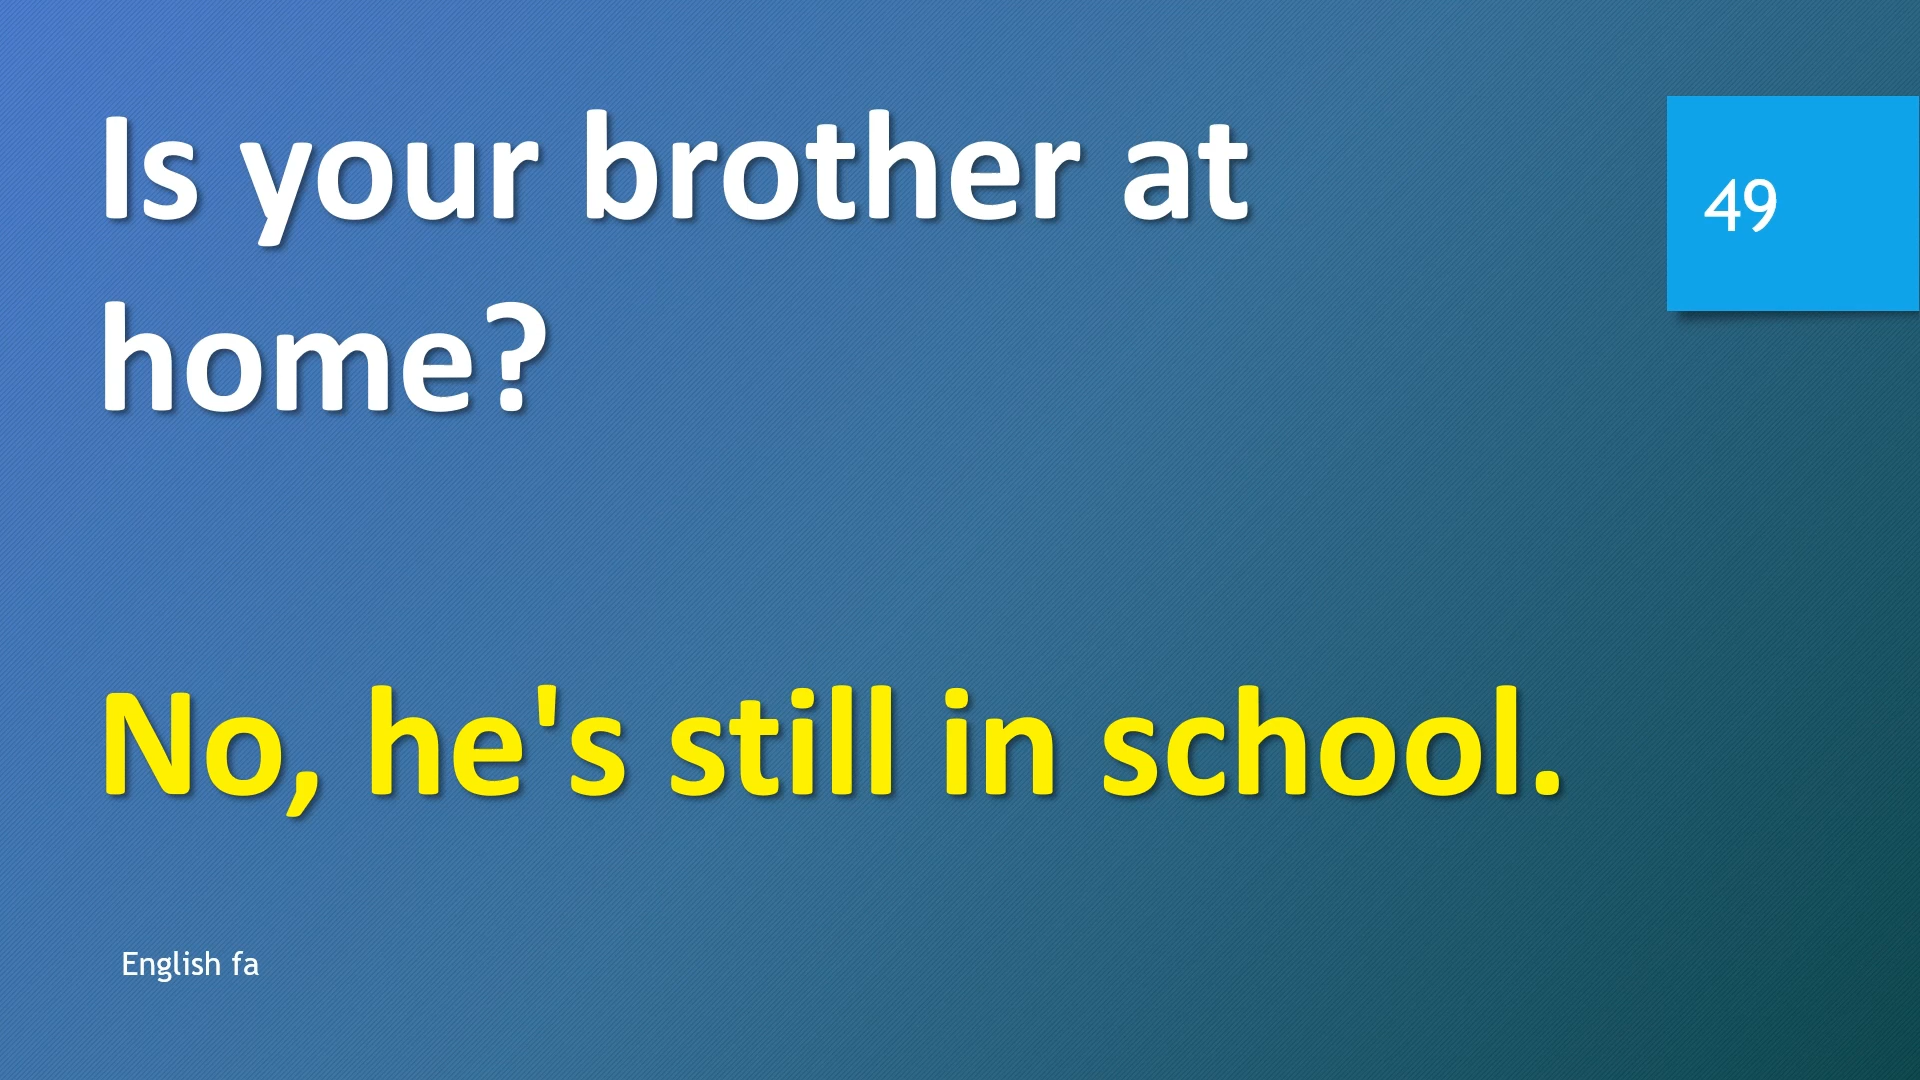 Is your brother at
home?
49
No, he's still in school.
English fa